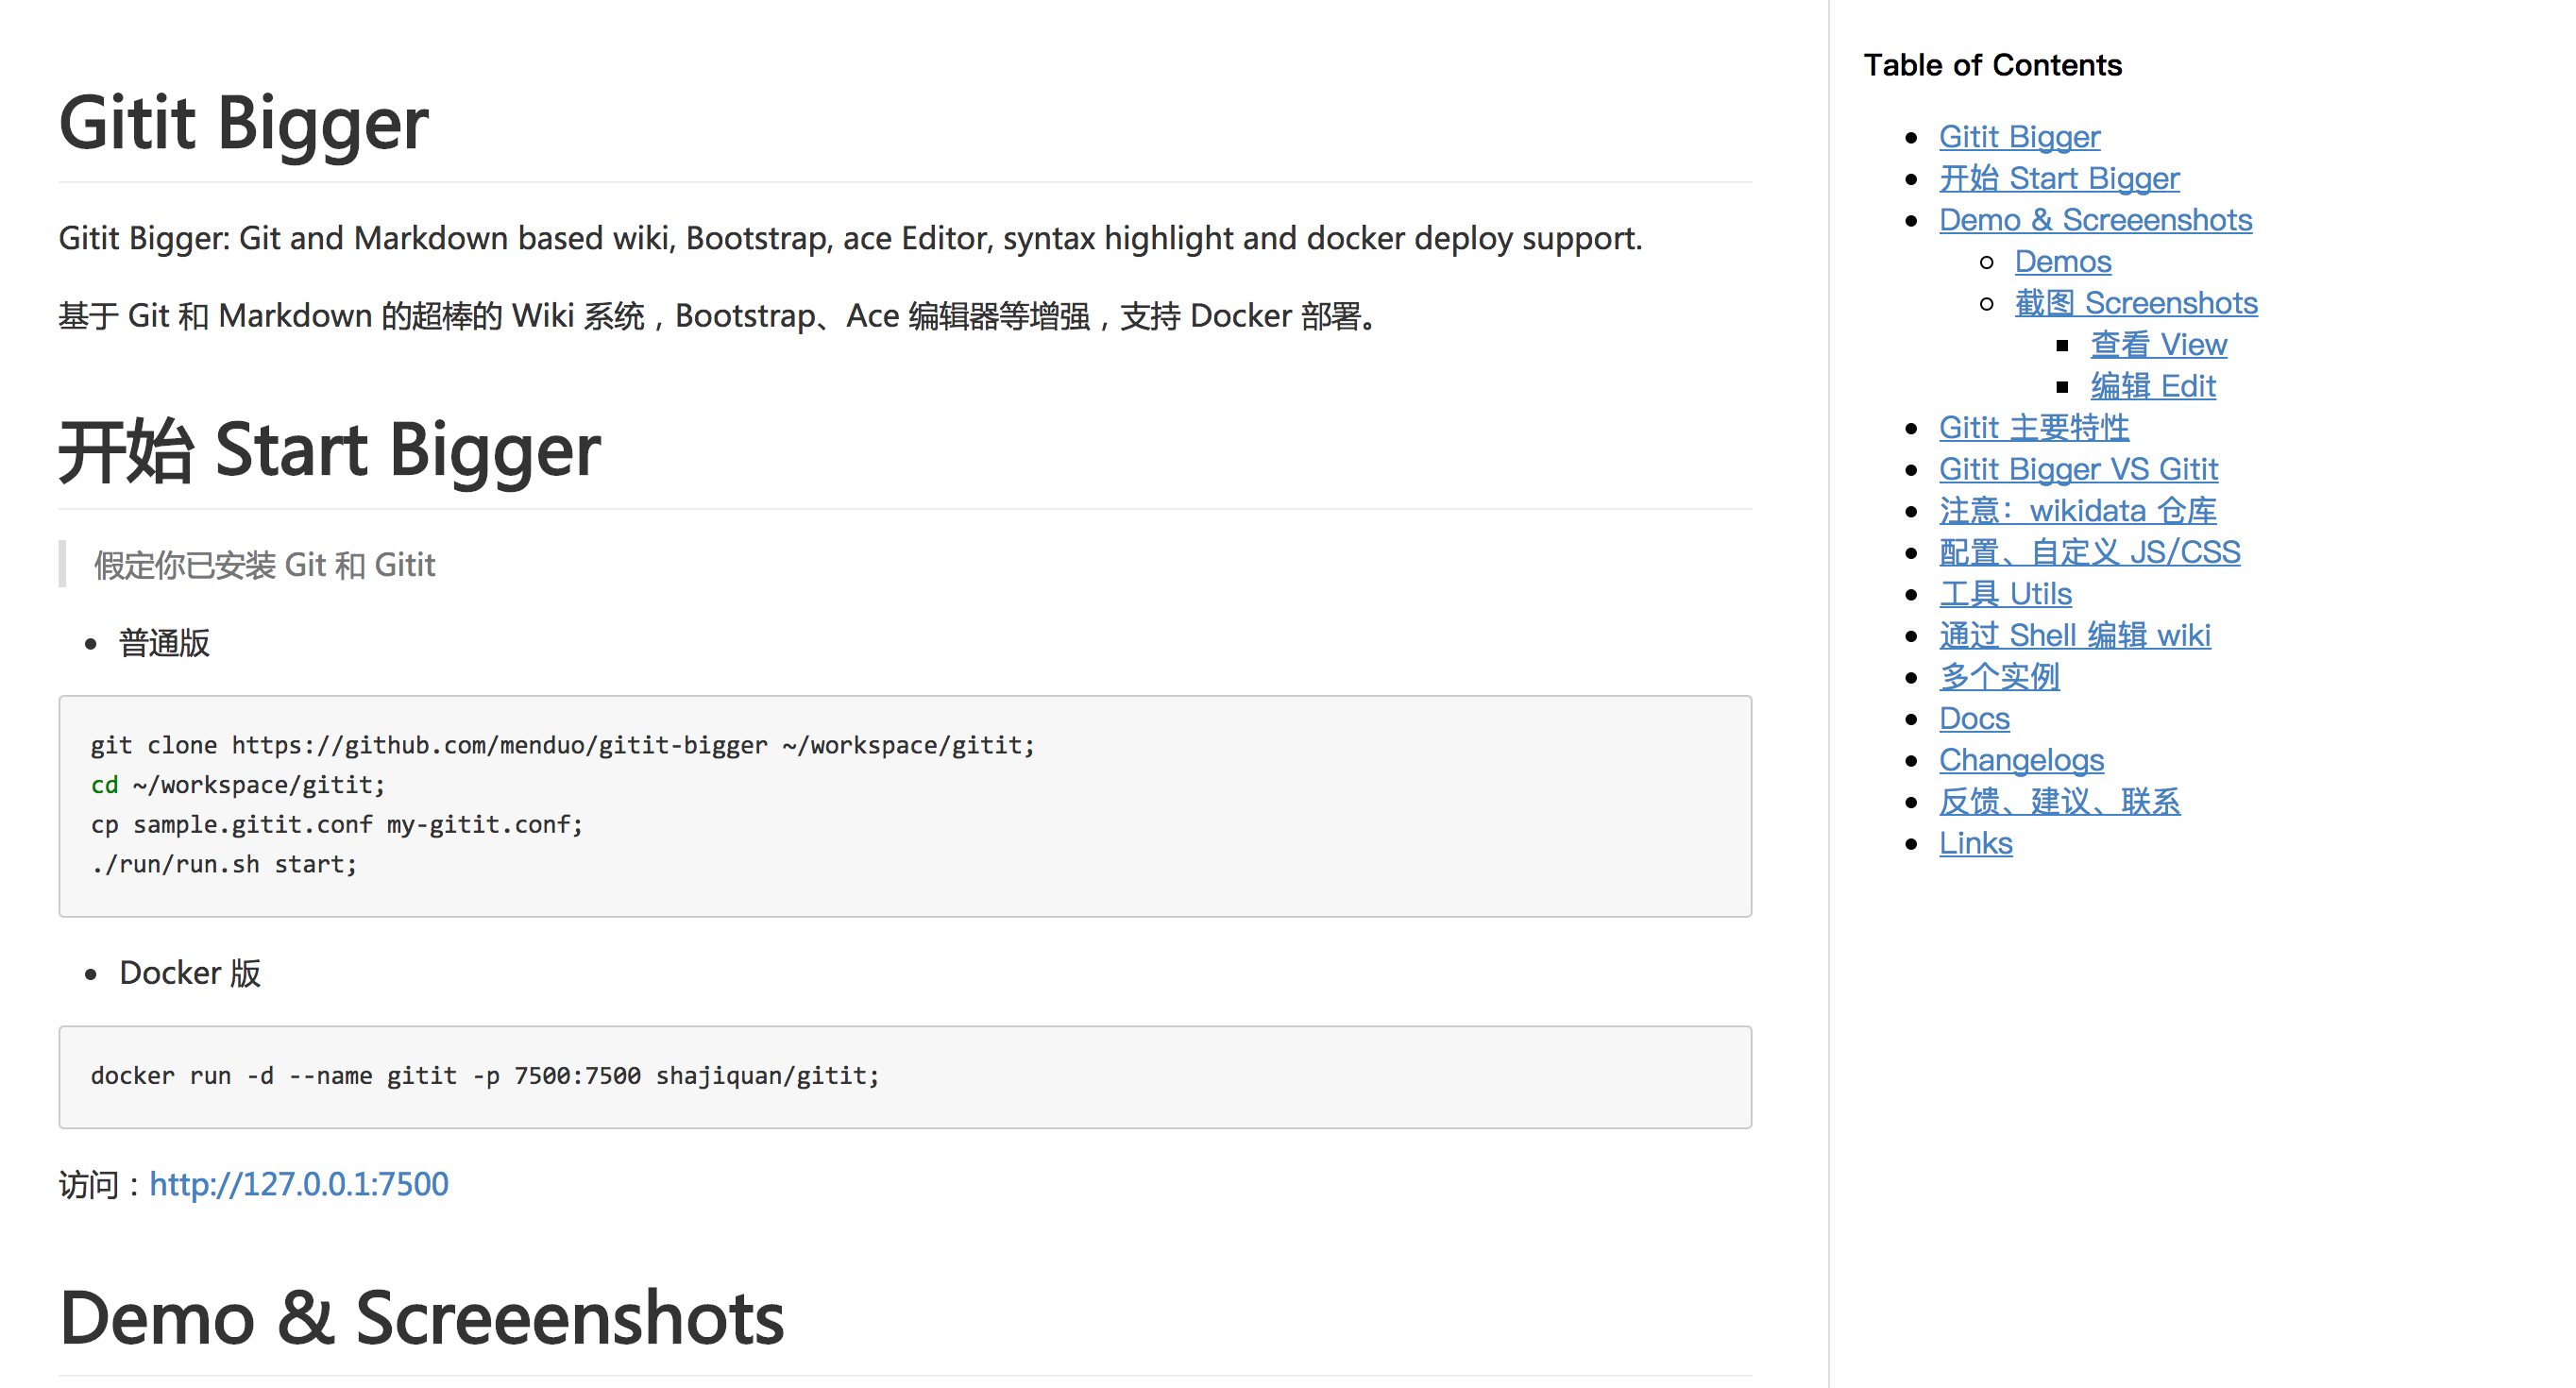 Gitit Bigger
Gitit Bigger: Git and Markdown based wiki, Bootstrap, ace Editor, syntax highlight and docker deploy support.
基于 Git 和 Markdown 的超棒的 Wiki 系统，Bootstrap、Ace 编辑器等增强，支持 Docker 部署。
开始 Start Bigger
假定你已安装 Git 和 Gitit
普通版
git clone https://github.com/menduo/gitit-bigger ~/workspace/gitit;
cd ~/workspace/gitit;
cp sample.gitit.conf my-gitit.conf;
./run/run.sh start;
Docker 版
docker run -d --name gitit -p 7500:7500 shajiquan/gitit;
访问：http://127.0.0.1:7500
Demo & Screeenshots
Table of Contents
Gitit Bigger
开始 Start Bigger
Demo & Screeenshots
Demos
截图 Screenshots
查看 View
编辑 Edit
Gitit 主要特性
Gitit Bigger VS Gitit
注意：wikidata 仓库
配置、自定义 JS/CSS
工具 Utils
通过 Shell 编辑 wiki
多个实例
Docs
Changelogs
反馈、建议、联系
Links